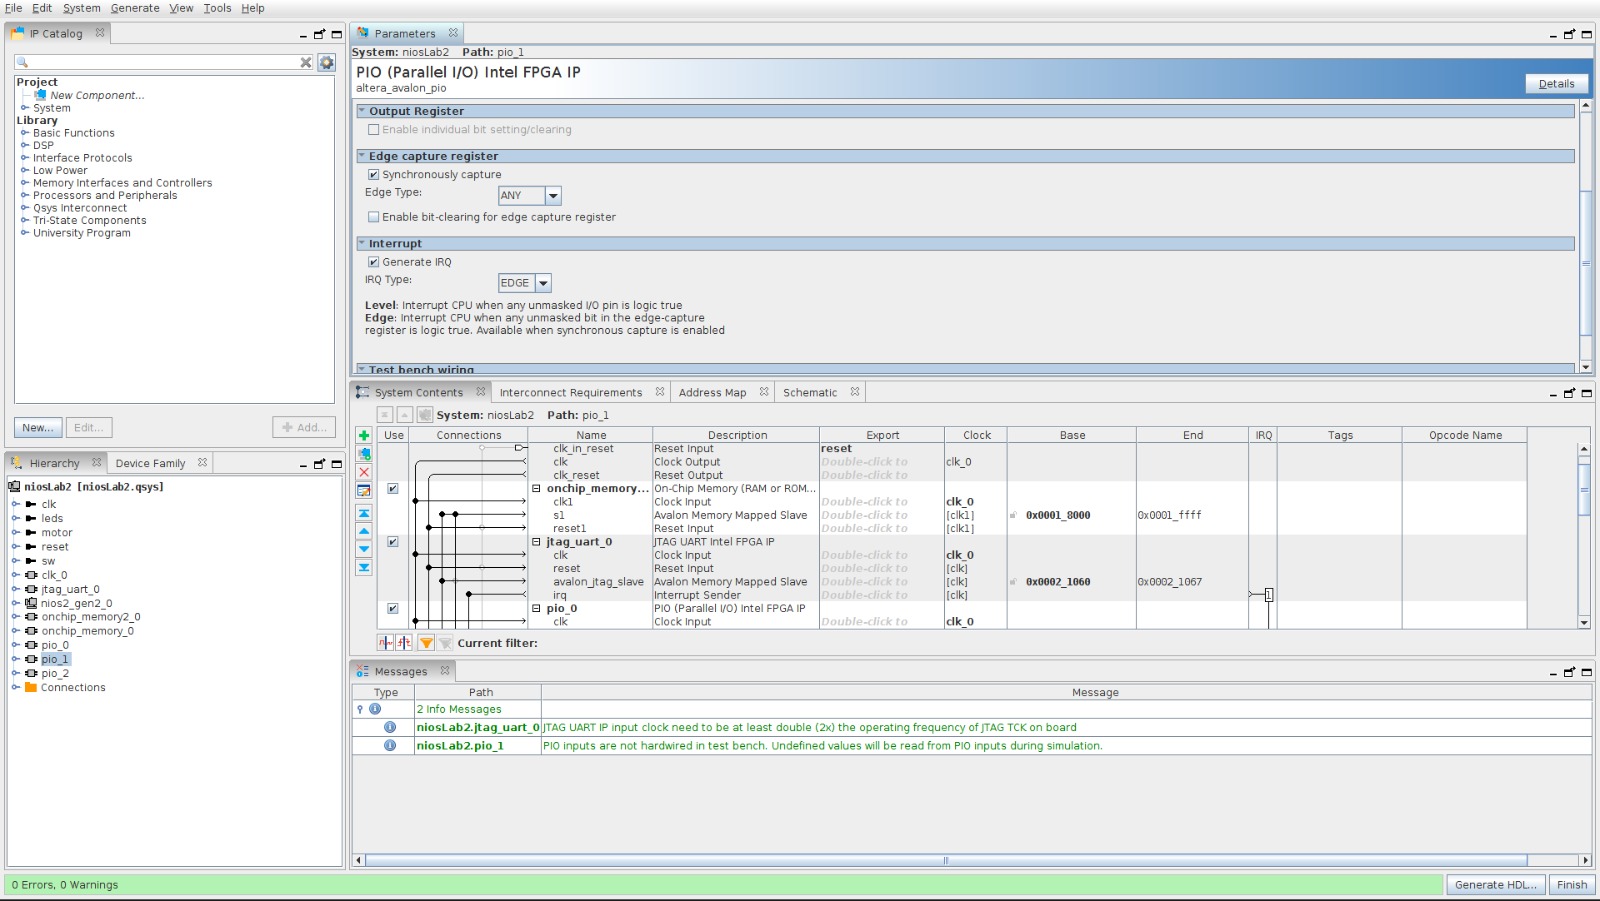 File Edit System Generate View Tools Help
IP Catalog
Project
New Component...
System
Library
Basic Functions
DSP
Interface Protocols
Low Power
Memory Interfaces and Controllers
Processors and Peripherals
Qsys Interconnect
Tri-State Components
University Program
New... Edit... Add...
Hierarchy Device Family
niosLab2 [niosLab2.qsys]
clk
leds
motor
reset
sw
clk_0
jtag_uart_0
nios2_gen2_0
onchip_memory2_0
onchip_memory_0
pio_0
pio_1
pio_2
Connections
Parameters
System: niosLab2 Path: pio_1
PIO (Parallel I/O) Intel FPGA IP
altera_avalon_pio
Details
Output Register
Enable individual bit setting/clearing
Edge capture register
Synchronously capture
Edge Type: ANY
Enable bit-clearing for edge capture register
Interrupt
Generate IRQ
IRQ Type: EDGE
Level: Interrupt CPU when any unmasked I/O pin is logic true
Edge: Interrupt CPU when any unmasked bit in the edge-capture
register is logic true. Available when synchronous capture is enabled
Test bench wiring
System Contents Interconnect Requirements Address Map Schematic
System: niosLab2 Path: pio_1
Use Connections Name Description Export Clock Base End IRQ Tags Opcode Name
clk_in_reset Reset Input reset
clk Clock Output Double-click to clk_0
clk_reset Reset Output Double-click to
onchip_memory... On-Chip Memory (RAM or ROM...
clk1 Clock Input Double-click to clk_0
s1 Avalon Memory Mapped Slave Double-click to [clk1] 0x0001_8000 0x0001_ffff
reset1 Reset Input Double-click to [clk1]
jtag_uart_0 JTAG UART Intel FPGA IP
clk Clock Input Double-click to clk_0
reset Reset Input Double-click to [clk]
avalon_jtag_slave Avalon Memory Mapped Slave Double-click to [clk] 0x0002_1060 0x0002_1067
irq Interrupt Sender Double-click to [clk] 1
pio_0 PIO (Parallel I/O) Intel FPGA IP
clk Clock Input Double-click to clk_0
Current filter:
Messages
Type Path Message
2 Info Messages
niosLab2.jtag_uart_0 JTAG UART IP input clock need to be at least double (2x) the operating frequency of JTAG TCK on board
niosLab2.pio_1 PIO inputs are not hardwired in test bench. Undefined values will be read from PIO inputs during simulation.
0 Errors, 0 Warnings
Generate HDL... Finish